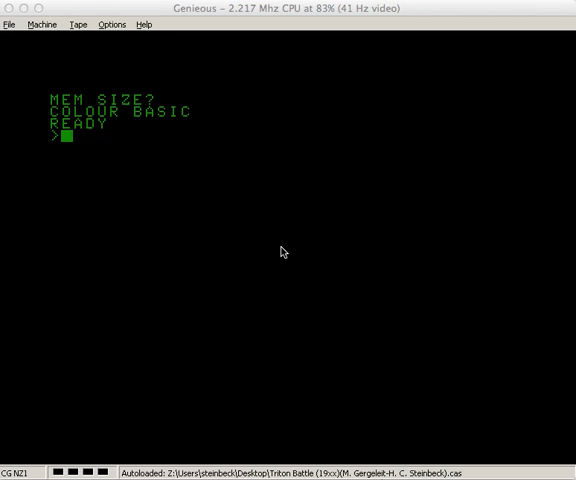 Genieous - 2.217 Mhz CPU at 83% (41 Hz video)
File Machine Tape Options Help
MEM SIZE?
COLOUR BASIC
READY
>
CG NZ1 Autoloaded: Z:\Users\steinbeck\Desktop\Triton Battle (19xx)(M. Gergeleit-H. C. Steinbeck).cas